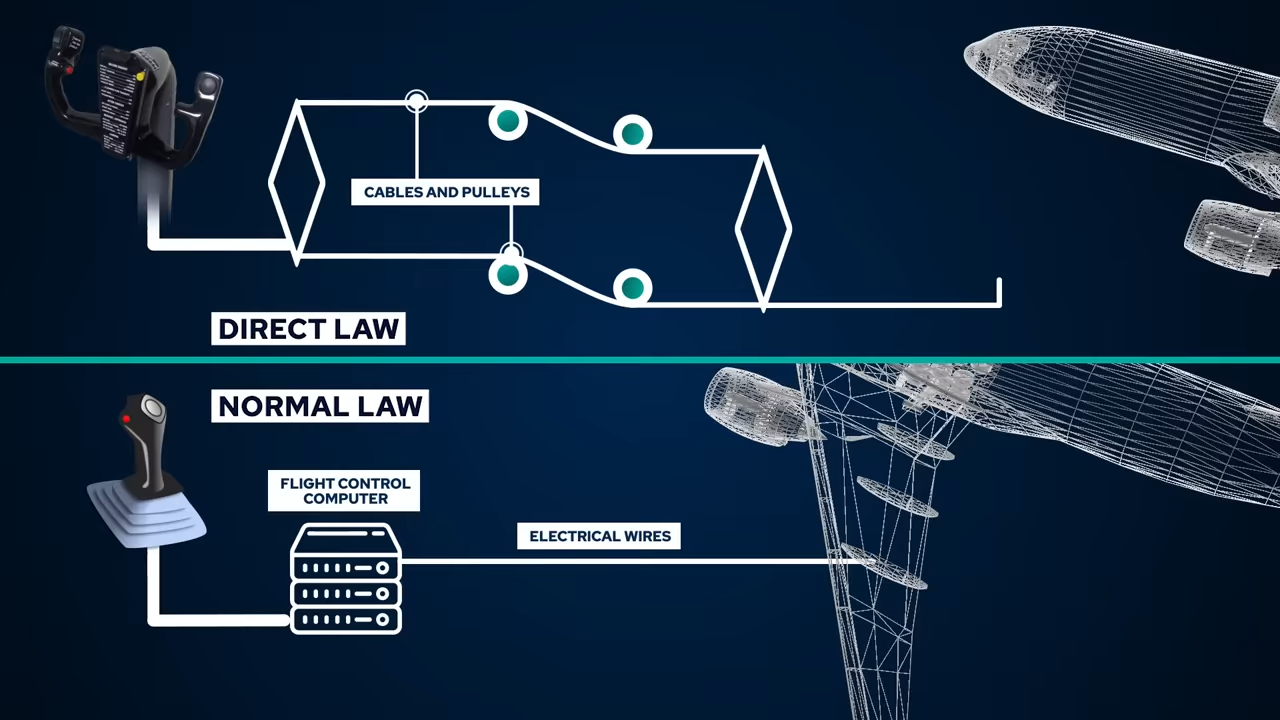 CABLES AND PULLEYS
DIRECT LAW
NORMAL LAW
FLIGHT CONTROL
COMPUTER
ELECTRICAL WIRES